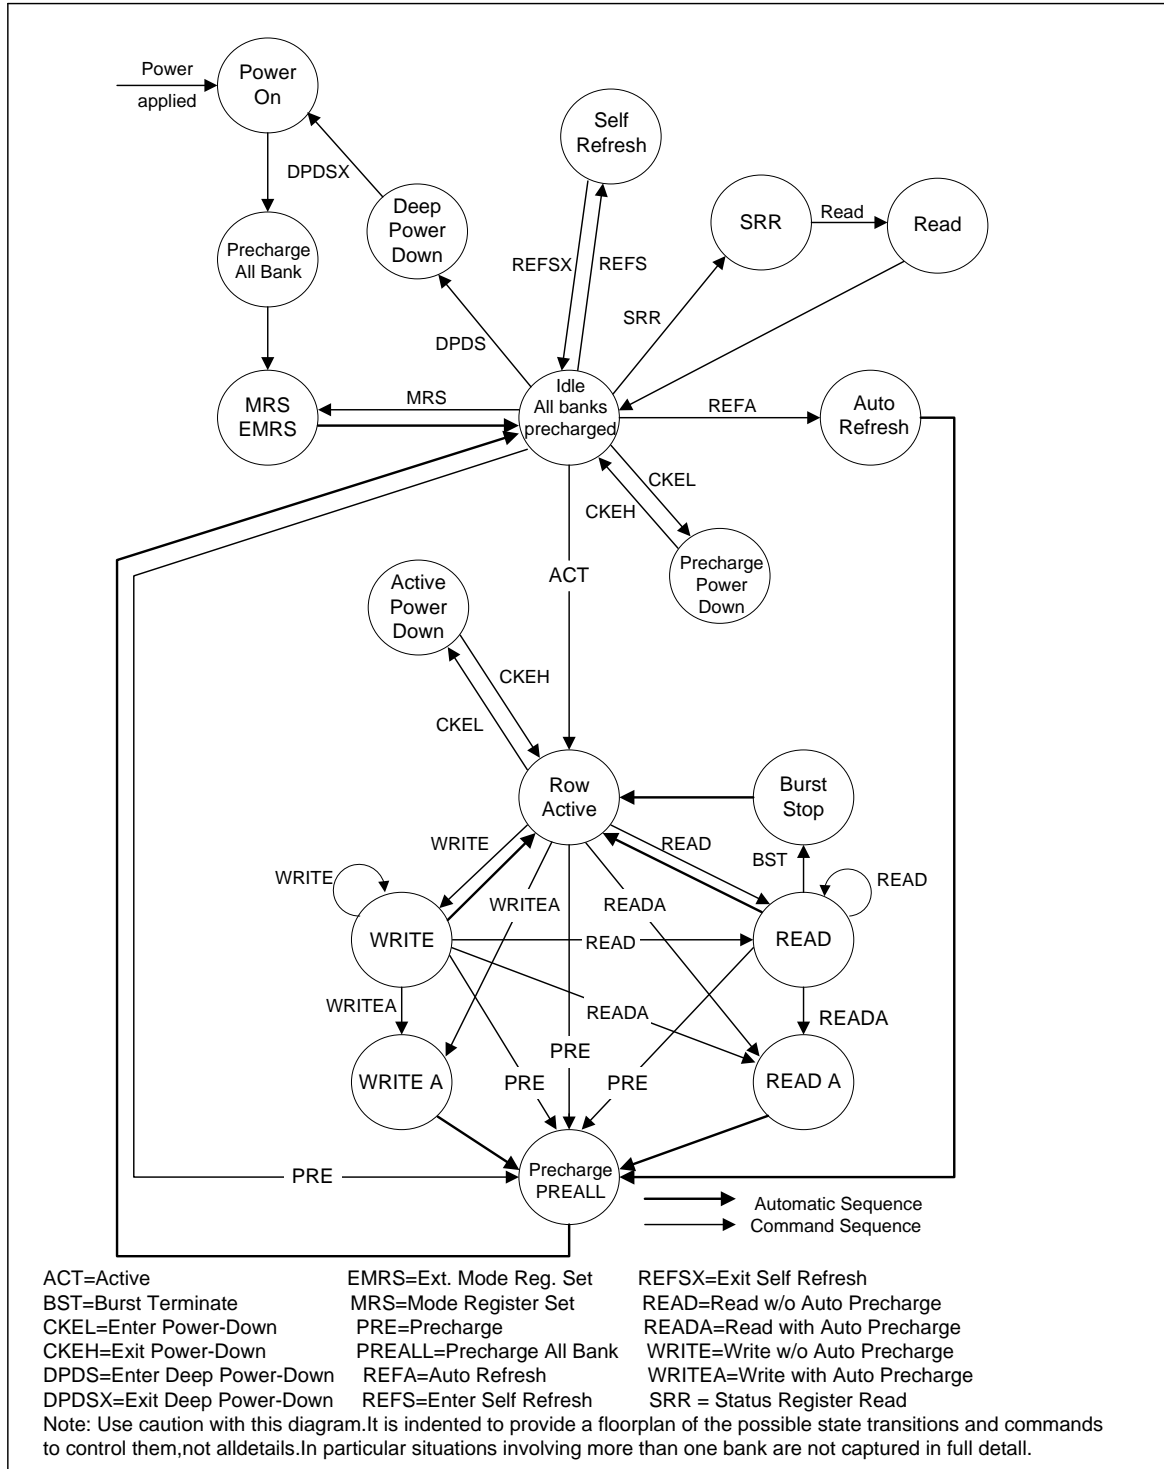 Power
applied
Power
On
Self
Refresh
DPDSX
Deep
Power
Down
SRR
Read
Read
Precharge
All Bank
REFSX
REFS
SRR
DPDS
MRS
EMRS
MRS
Idle
All banks
precharged
REFA
Auto
Refresh
CKEL
CKEH
Precharge
Power
Down
ACT
Active
Power
Down
CKEH
CKEL
Row
Active
Burst
Stop
WRITE
READ
BST
WRITE
READ
WRITEA
READA
WRITE
READ
READ
WRITEA
READA
READA
PRE
WRITE A
PRE
PRE
READ A
PRE
Precharge
PREALL
Automatic Sequence
Command Sequence
ACT=Active EMRS=Ext. Mode Reg. Set REFSX=Exit Self Refresh
BST=Burst Terminate MRS=Mode Register Set READ=Read w/o Auto Precharge
CKEL=Enter Power-Down PRE=Precharge READA=Read with Auto Precharge
CKEH=Exit Power-Down PREALL=Precharge All Bank WRITE=Write w/o Auto Precharge
DPDS=Enter Deep Power-Down REFA=Auto Refresh WRITEA=Write with Auto Precharge
DPDSX=Exit Deep Power-Down REFS=Enter Self Refresh SRR = Status Register Read
Note: Use caution with this diagram.It is indented to provide a floorplan of the possible state transitions and commands
to control them,not alldetails.In particular situations involving more than one bank are not captured in full detall.